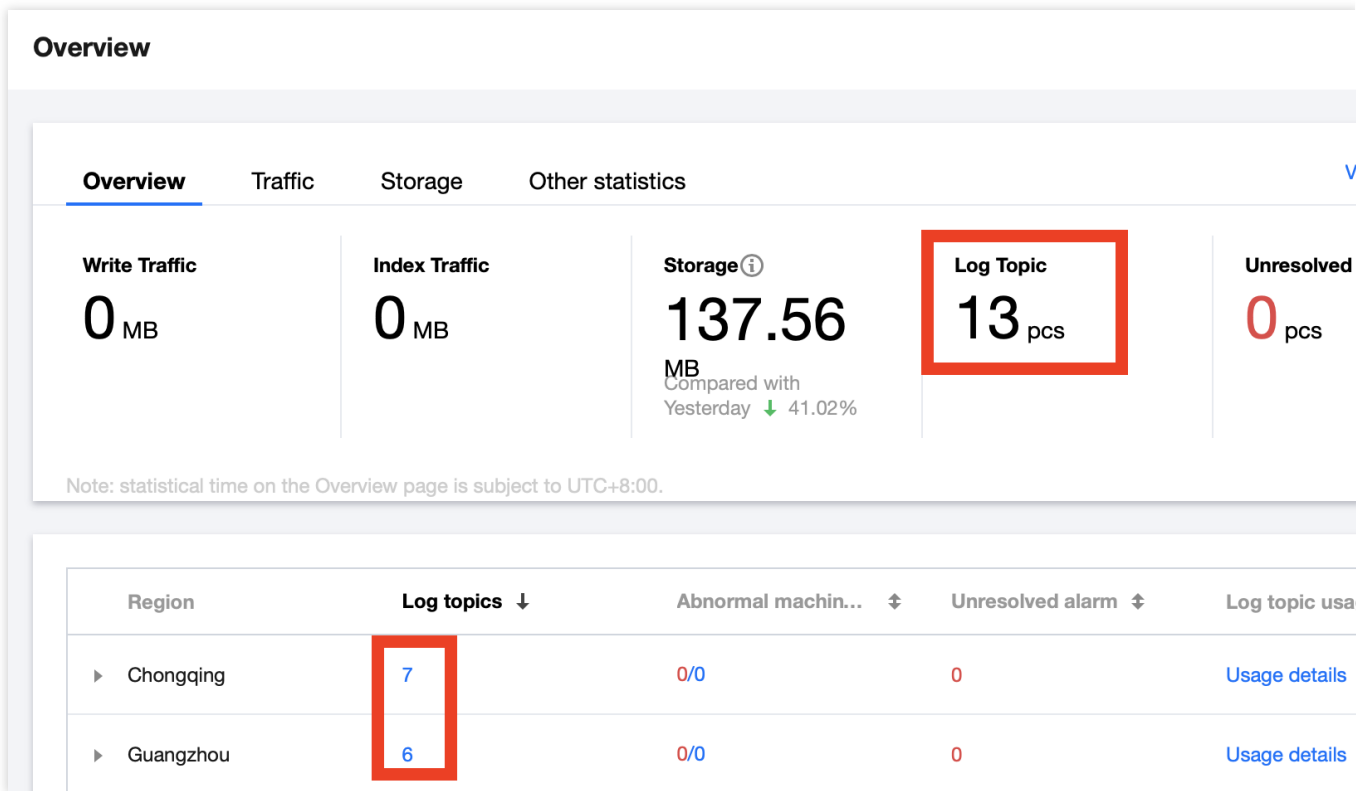 Overview
Overview Traffic Storage Other statistics
Write Traffic
0 MB
Index Traffic
0 MB
Storage
137.56
MB
Compared with
Yesterday ↓ 41.02%
Log Topic
13 pcs
Unresolved
0 pcs
Note: statistical time on the Overview page is subject to UTC+8:00.
Region Log topics ↓ Abnormal machin... Unresolved alarm Log topic
Chongqing 7 0/0 0 Usage details
Guangzhou 6 0/0 0 Usage details